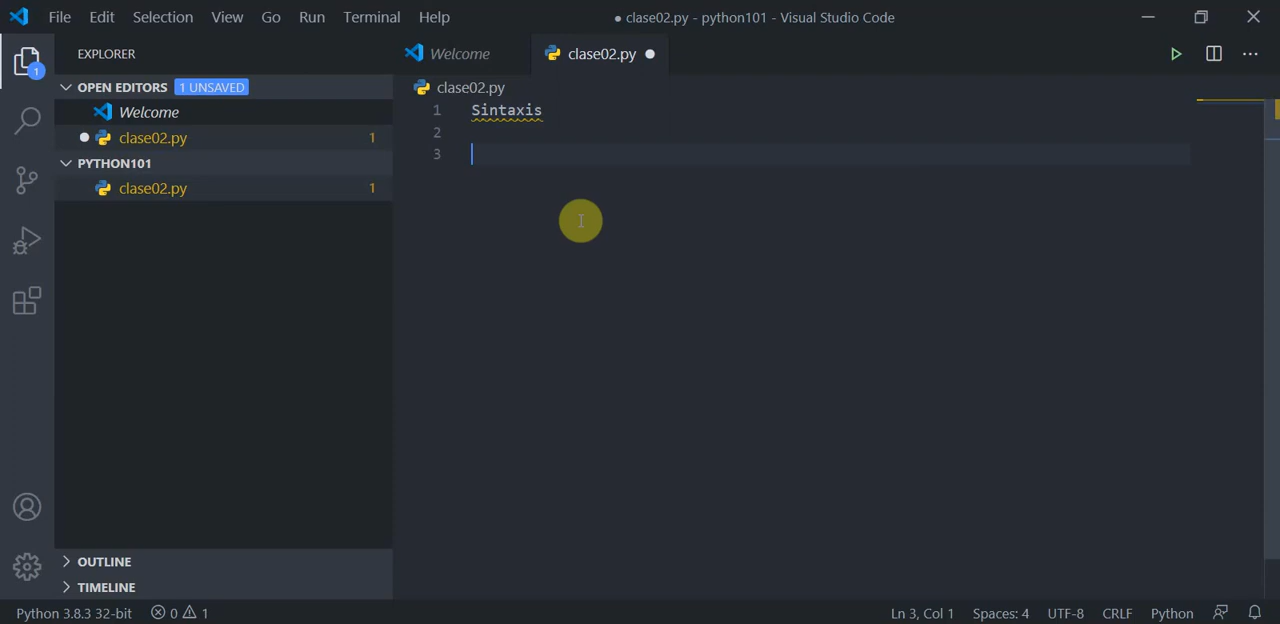 File Edit Selection View Go Run Terminal Help
● clase02.py - python101 - Visual Studio Code
EXPLORER
OPEN EDITORS 1 UNSAVED
Welcome
clase02.py 1
PYTHON101
clase02.py 1
OUTLINE
TIMELINE
Welcome
clase02.py
clase02.py
1 Sintaxis
2
3
1
Python 3.8.3 32-bit 0 1
Ln 3, Col 1 Spaces: 4 UTF-8 CRLF Python